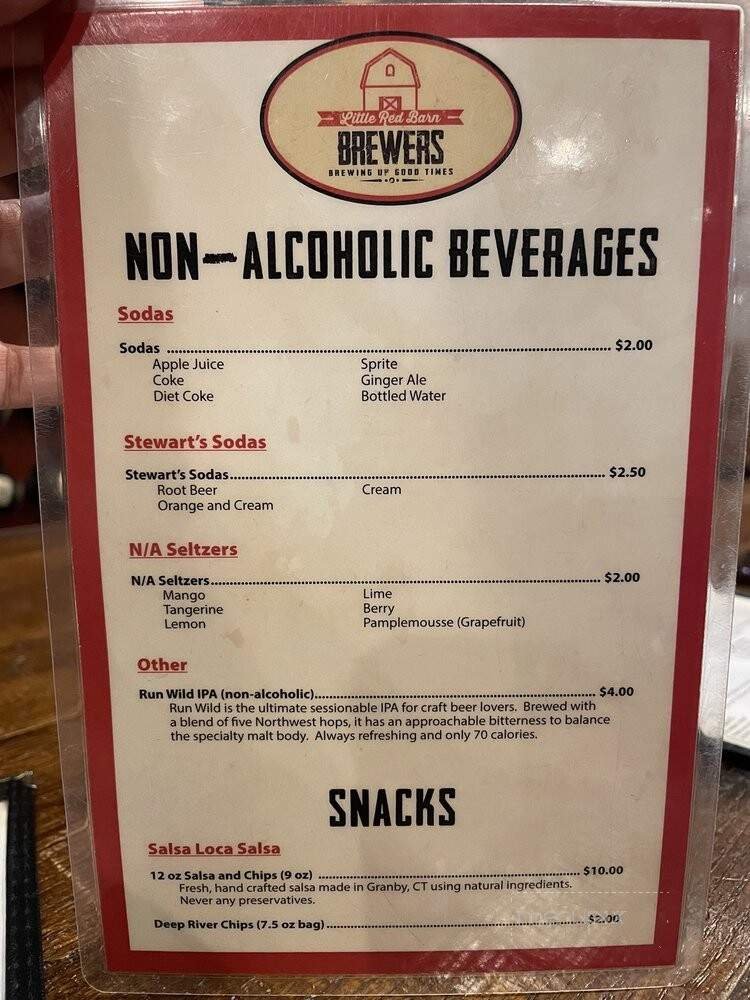 Little Red Barn
BREWERS
BREWING UP GOOD TIMES
NON-ALCOHOLIC BEVERAGES
Sodas
Sodas ........ $2.00
Apple Juice Sprite
Coke Ginger Ale
Diet Coke Bottled Water
Stewart's Sodas
Stewart's Sodas........ $2.50
Root Beer Cream
Orange and Cream
N/A Seltzers
N/A Seltzers........ $2.00
Mango Lime
Tangerine Berry
Lemon Pamplemousse (Grapefruit)
Other
Run Wild IPA (non-alcoholic)........ $4.00
Run Wild is the ultimate sessionable IPA for craft beer lovers. Brewed with
a blend of five Northwest hops, it has an approachable bitterness to balance
the specialty malt body. Always refreshing and only 70 calories.
SNACKS
Salsa Loca Salsa
12 oz Salsa and Chips (9 oz) ........ $10.00
Fresh, hand crafted salsa made in Granby, CT using natural ingredients.
Never any preservatives.
Deep River Chips (7.5 oz bag)........ $2.00